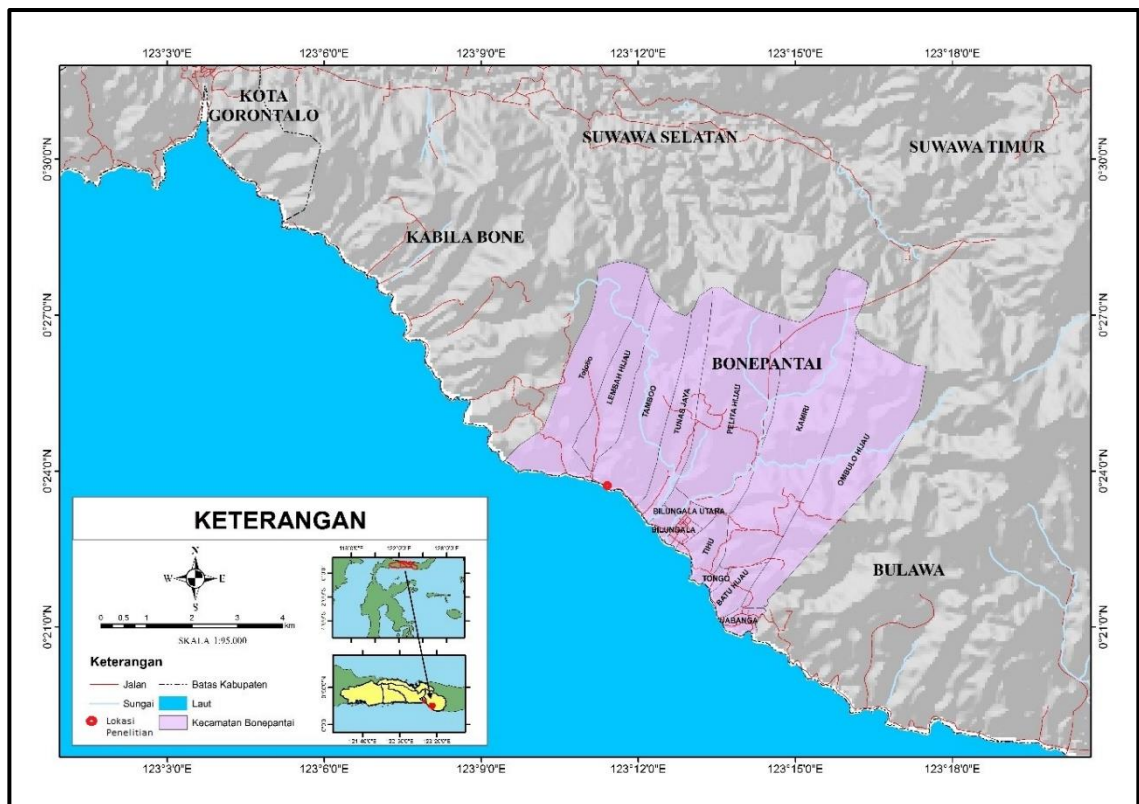 123°3'0"E 123°6'0"E 123°9'0"E 123°12'0"E 123°15'0"E 123°18'0"E
KOTA
GORONTALO
SUWAWA SELATAN
SUWAWA TIMUR
0°30'0"N
0°30'0"N
KABILA BONE
0°27'0"N
0°27'0"N
BONEPANTAI
LEMBAH HIJAU
TAMBOO
TUNAS JAYA
PELITA HIJAU
KAMIRI
OMBULO HIJAU
0°24'0"N
0°24'0"N
BILUNGALA UTARA
BILUNGALA
TIHU
TONGO
BATU HIJAU
UABANGA
BULAWA
0°21'0"N
0°21'0"N
KETERANGAN
N
W E
S
0 0.5 1 2 3 4
km
SKALA 1:95.000
Keterangan
Jalan
Batas Kabupaten
Sungai
Laut
Lokasi
Penelitian
Kecamatan Bonepantai
123°3'0"E 123°6'0"E 123°9'0"E 123°12'0"E 123°15'0"E 123°18'0"E